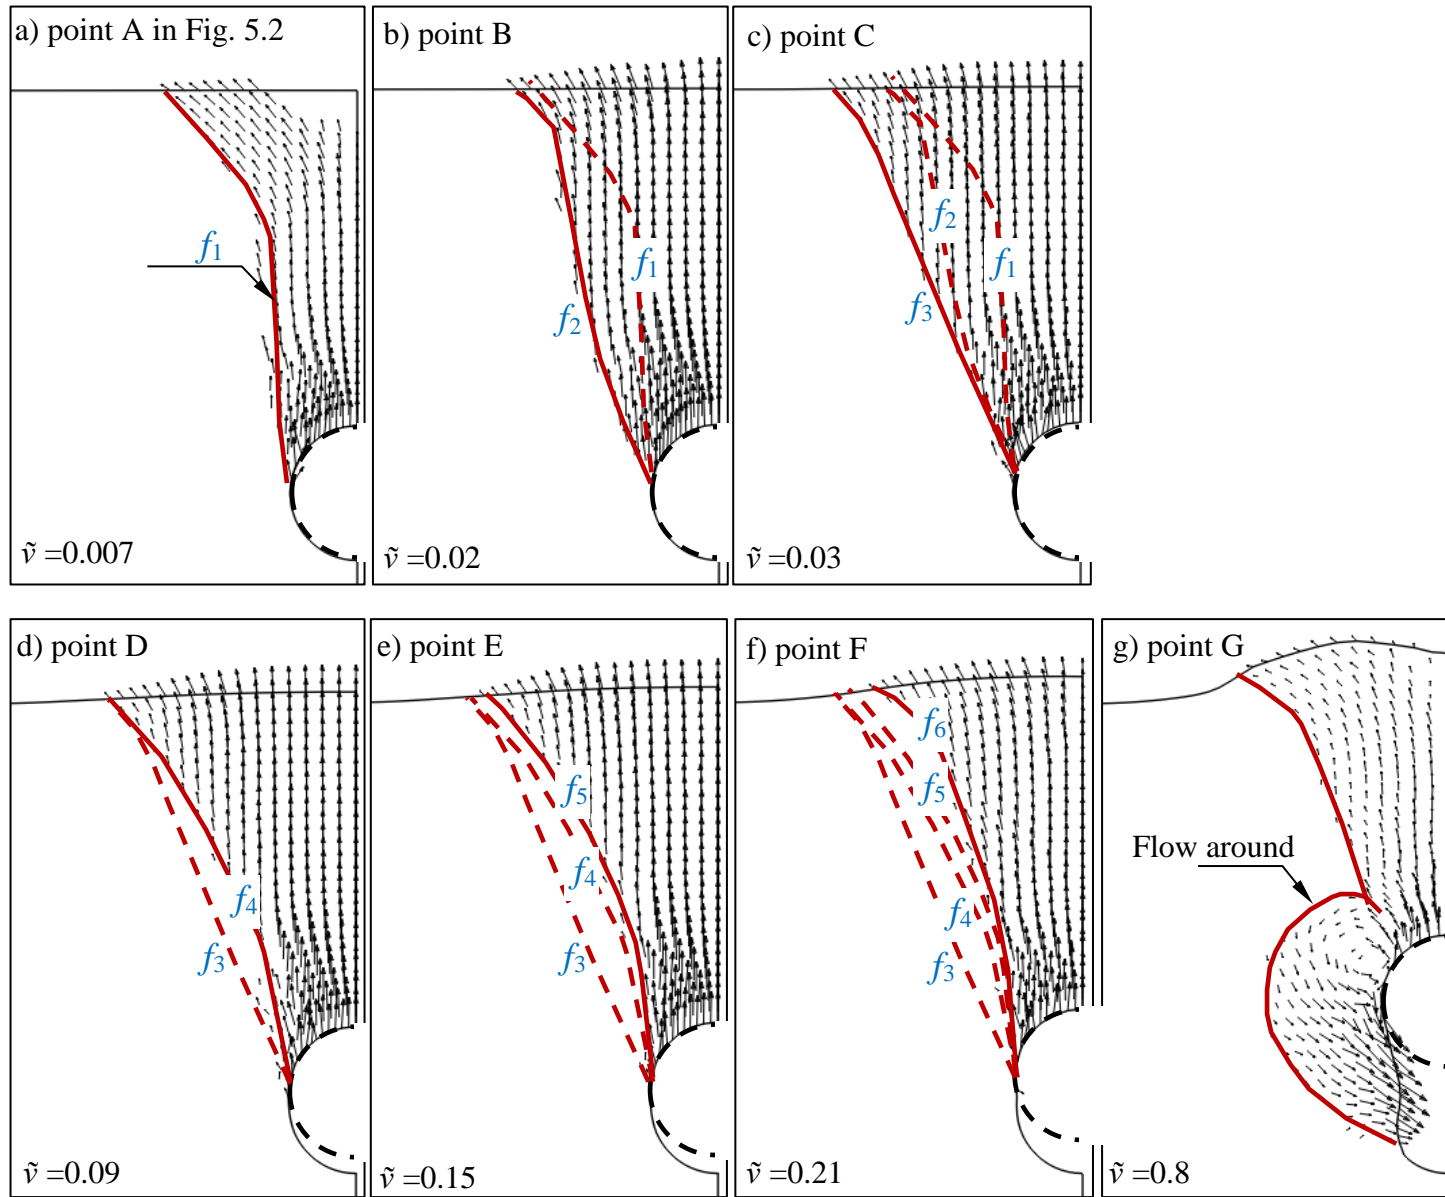 a) point A in Fig. 5.2
f1
ṽ =0.007
b) point B
f1
f2
ṽ =0.02
c) point C
f2
f1
f3
ṽ =0.03
d) point D
f4
f3
ṽ =0.09
e) point E
f5
f4
f3
ṽ =0.15
f) point F
f6
f5
f4
f3
ṽ =0.21
g) point G
Flow around
ṽ =0.8